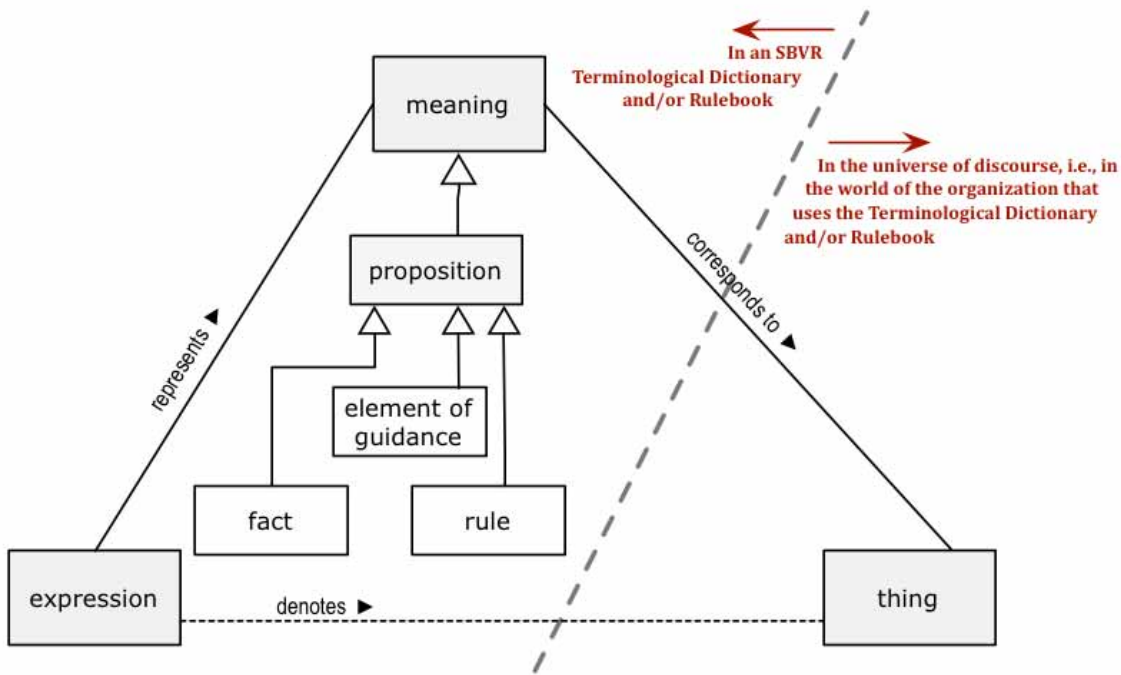 In an SBVR
Terminological Dictionary
and/or Rulebook
meaning
In the universe of discourse, i.e., in
the world of the organization that
uses the Terminological Dictionary
and/or Rulebook
proposition
corresponds to ▶
represents ▶
element of
guidance
fact
rule
expression
denotes ▶
thing